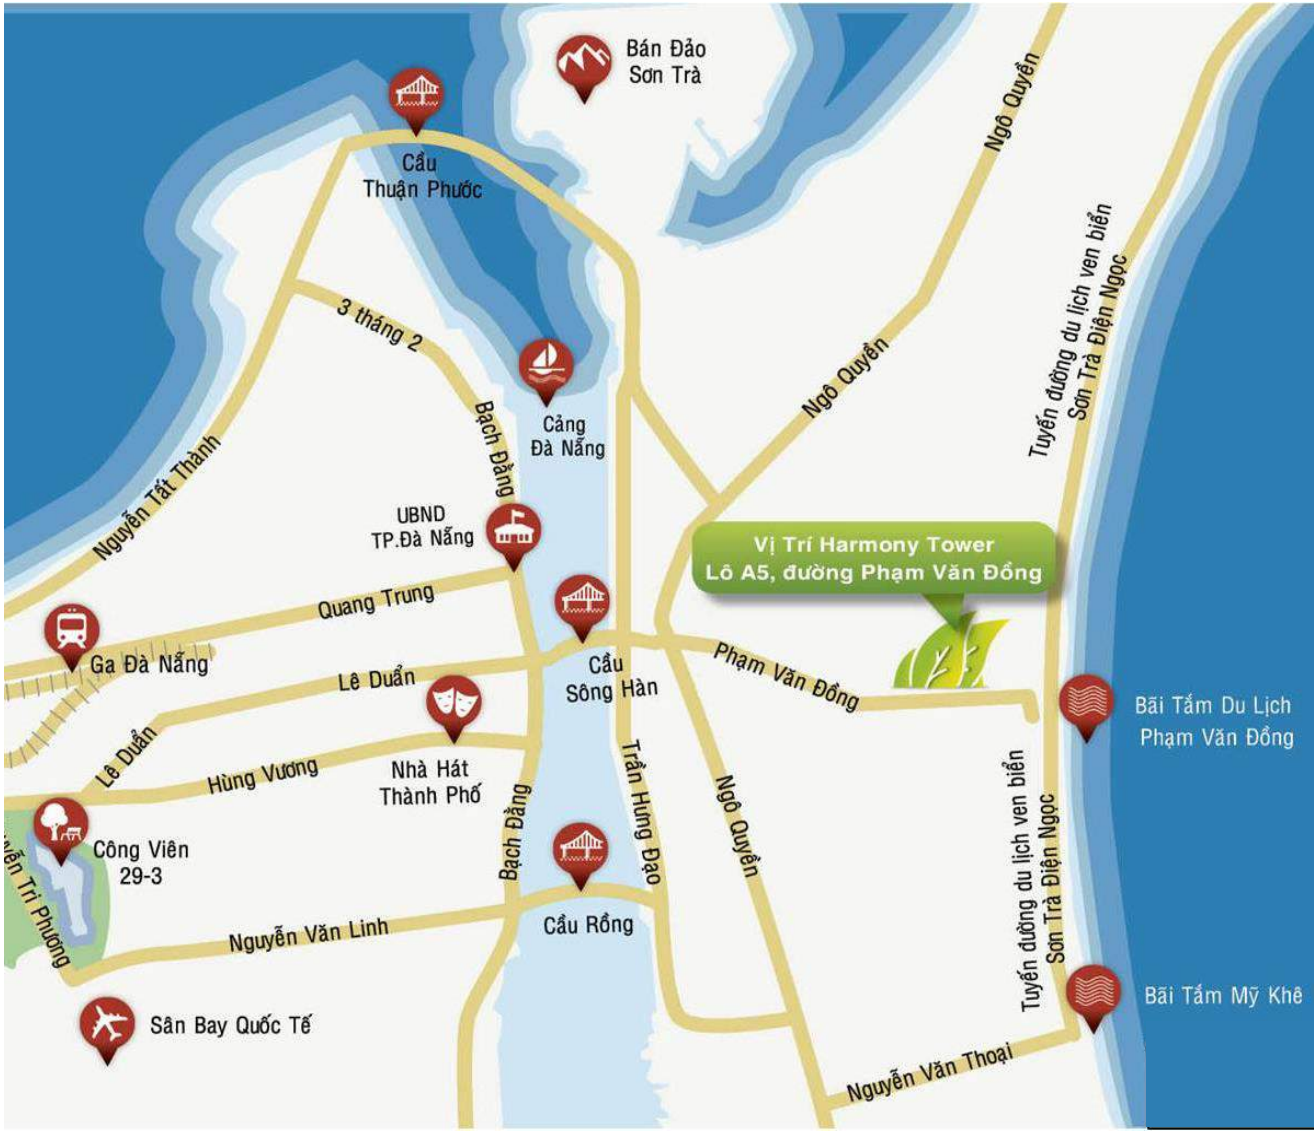 Bán Đảo
Sơn Trà
Cầu
Thuận Phước
Ngô Quyền
Tuyến đường du lịch ven biển
Sơn Trà Điện Ngọc
3 tháng 2
Ngô Quyền
Cảng
Đà Nẵng
Bạch Đằng
Nguyễn Tất Thành
UBND
TP.Đà Nẵng
Vị Trí Harmony Tower
Lô A5, đường Phạm Văn Đồng
Quang Trung
Ga Đà Nẵng
Lê Duẩn
Cầu
Sông Hàn
Phạm Văn Đồng
Bãi Tắm Du Lịch
Phạm Văn Đồng
Lê Duẩn
Hùng Vương
Nhà Hát
Thành Phố
Bạch Đằng
Trần Hưng Đạo
Ngô Quyền
Tuyến đường du lịch ven biển
Sơn Trà Điện Ngọc
Công Viên
29-3
Tri Phương
Nguyễn Văn Linh
Cầu Rồng
Bãi Tắm Mỹ Khê
Sân Bay Quốc Tế
Nguyễn Văn Thoại